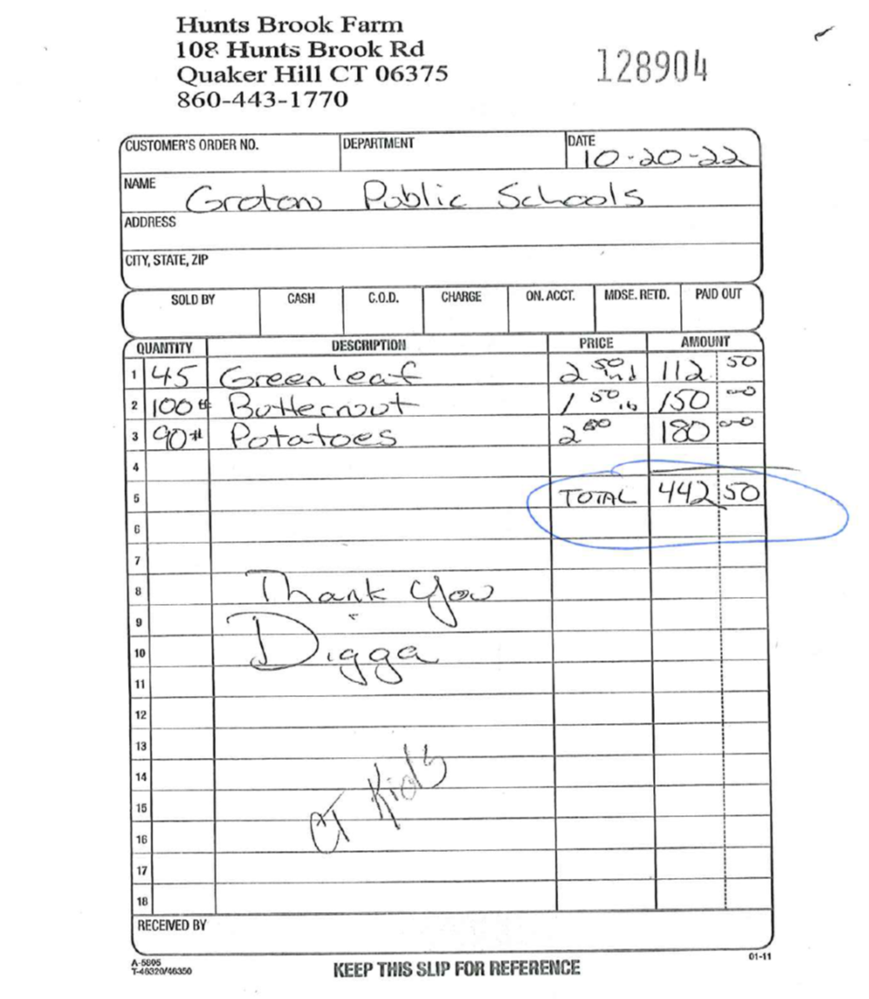 Hunts Brook Farm
108 Hunts Brook Rd
Quaker Hill CT 06375
860-443-1770
128904
CUSTOMER'S ORDER NO. DEPARTMENT DATE 10-20-22
NAME Groton Public Schools
ADDRESS
CITY, STATE, ZIP
SOLD BY CASH C.O.D. CHARGE ON. ACCT. MDSE. RETD. PAID OUT
QUANTITY DESCRIPTION PRICE AMOUNT
1 45 Greenleaf 2 50 ind 112 50
2 100# Butternut 1 50 lb 150 00
3 90# Potatoes 2 00 180 00
4
5 TOTAL 442 50
6
7
8 Thank You
9
10 Digga
11
12
13
14 CT Kids
15
16
17
18
RECEIVED BY
A-5805
T-46320/46350
KEEP THIS SLIP FOR REFERENCE
01-11